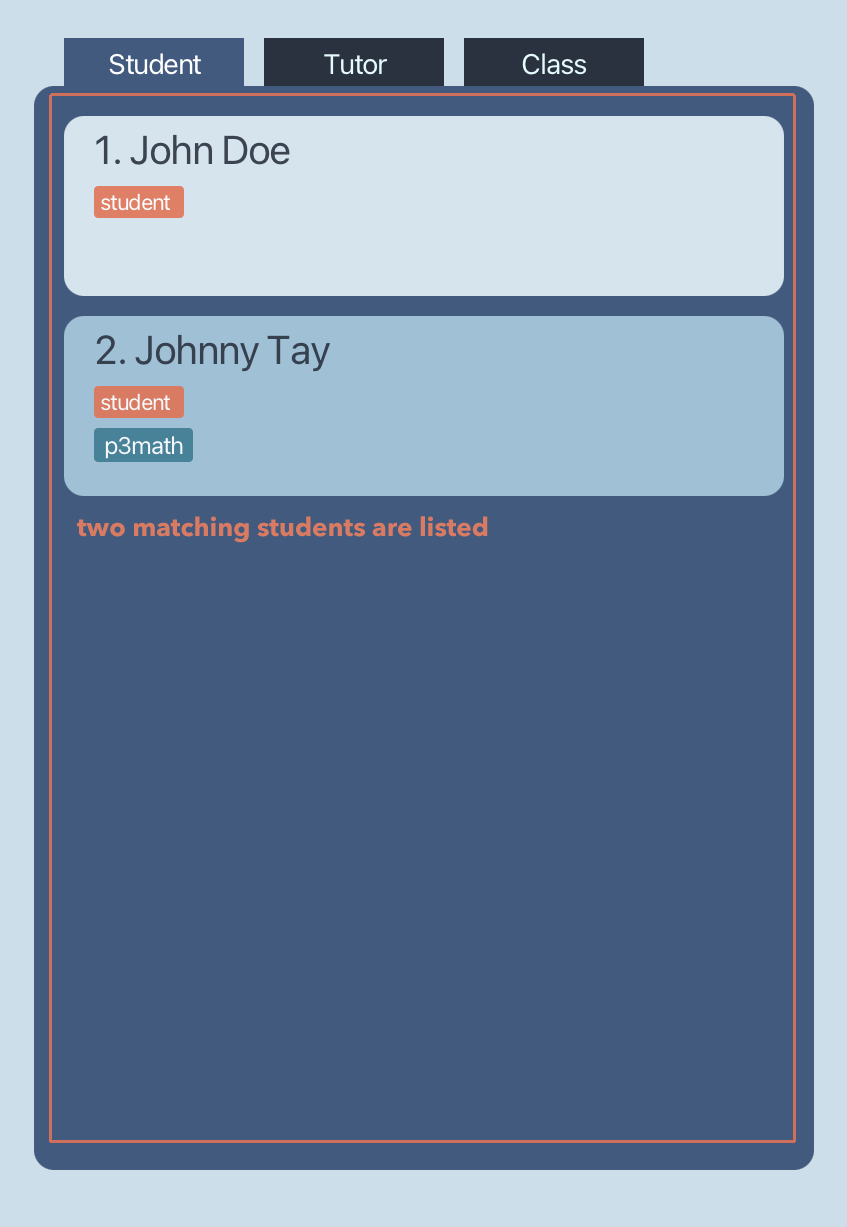 Student Tutor Class
1. John Doe
student
2. Johnny Tay
student
p3math
two matching students are listed